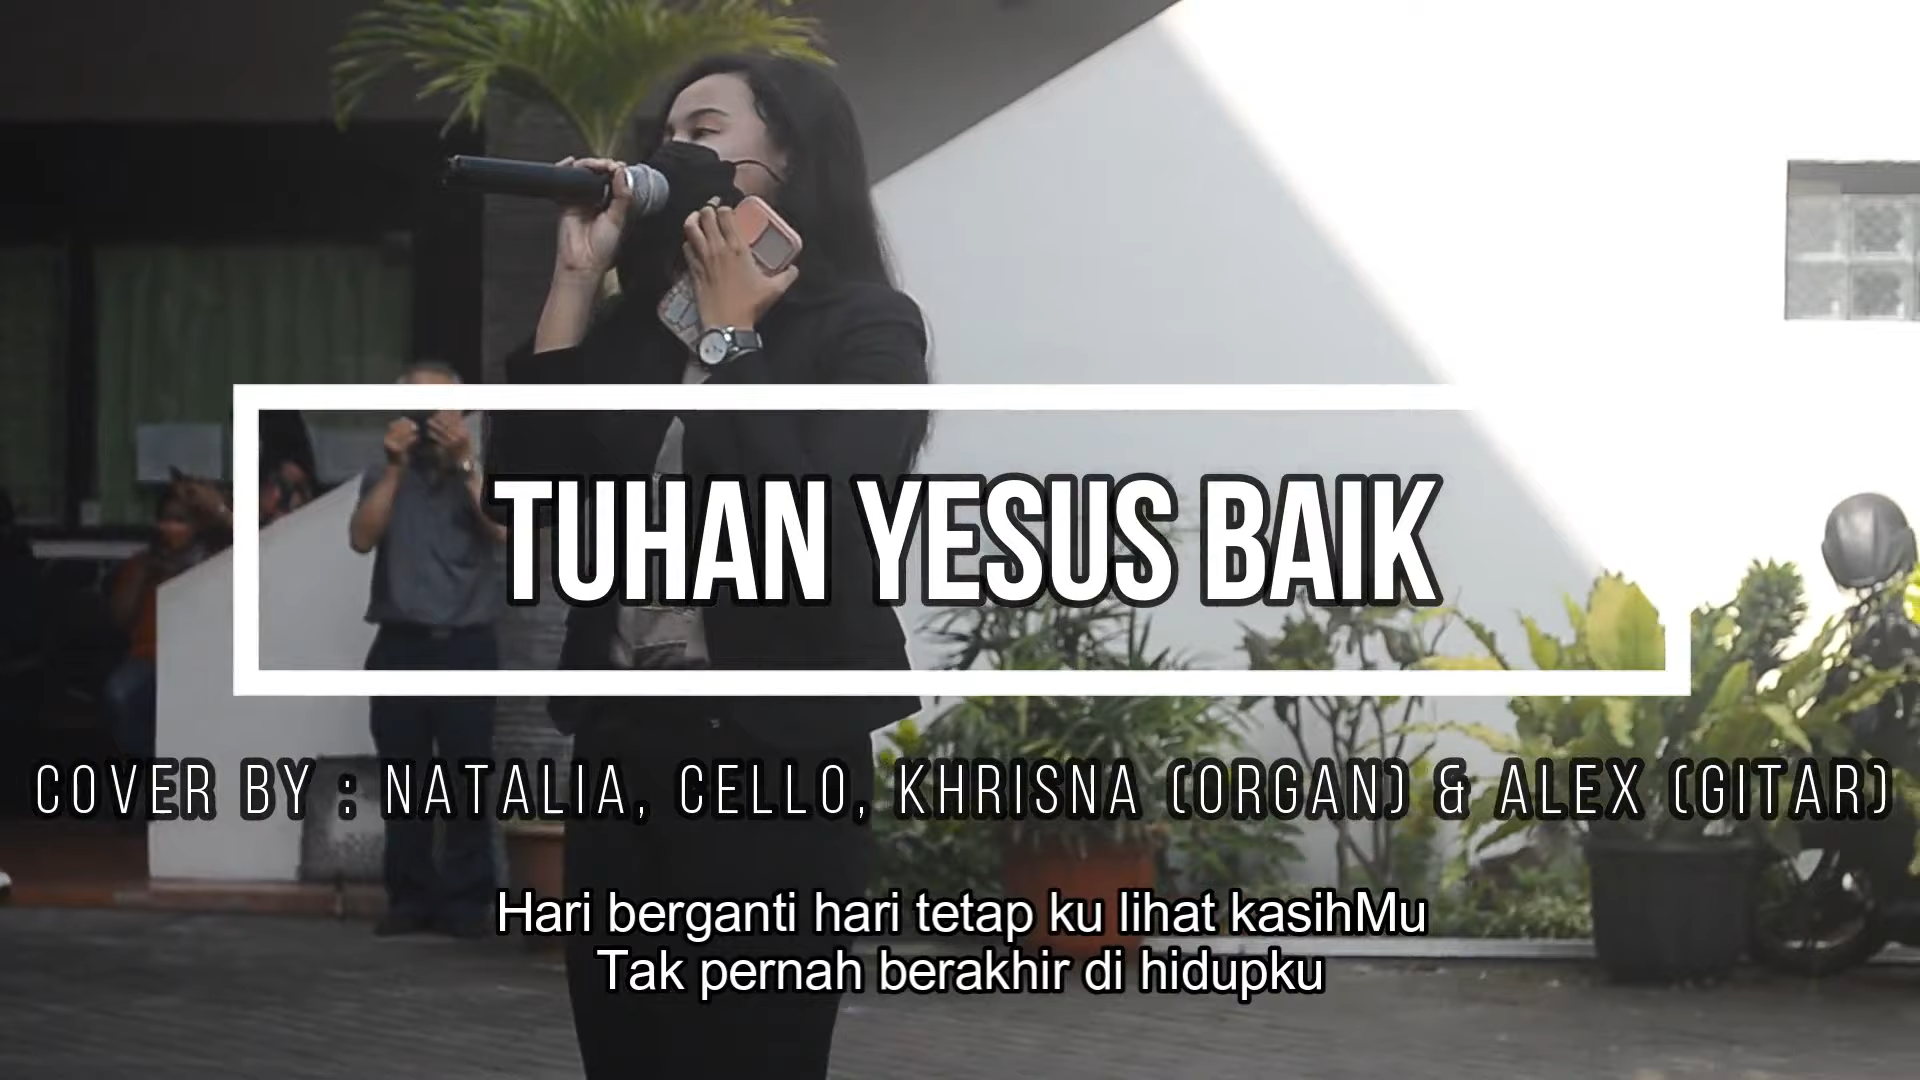 TUHAN YESUS BAIK
COVER BY : NATALIA, CELLO, KHRISNA (ORGAN) & ALEX (GITAR)
Hari berganti hari tetap ku lihat kasihMu
Tak pernah berakhir di hidupku